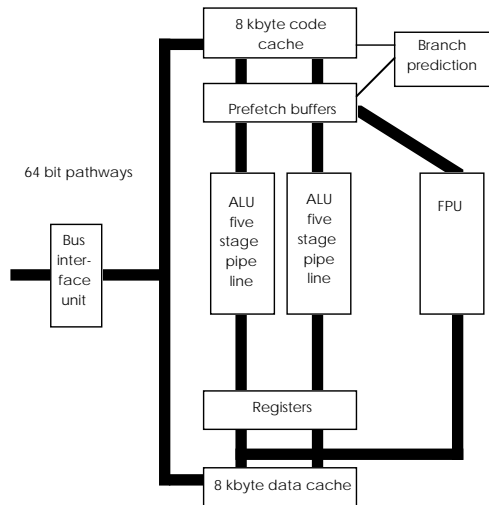 8 kbyte code
cache
Branch
prediction
Prefetch buffers
64 bit pathways
ALU
five
stage
pipe
line
ALU
five
stage
pipe
line
FPU
Bus
inter-
face
unit
Registers
8 kbyte data cache